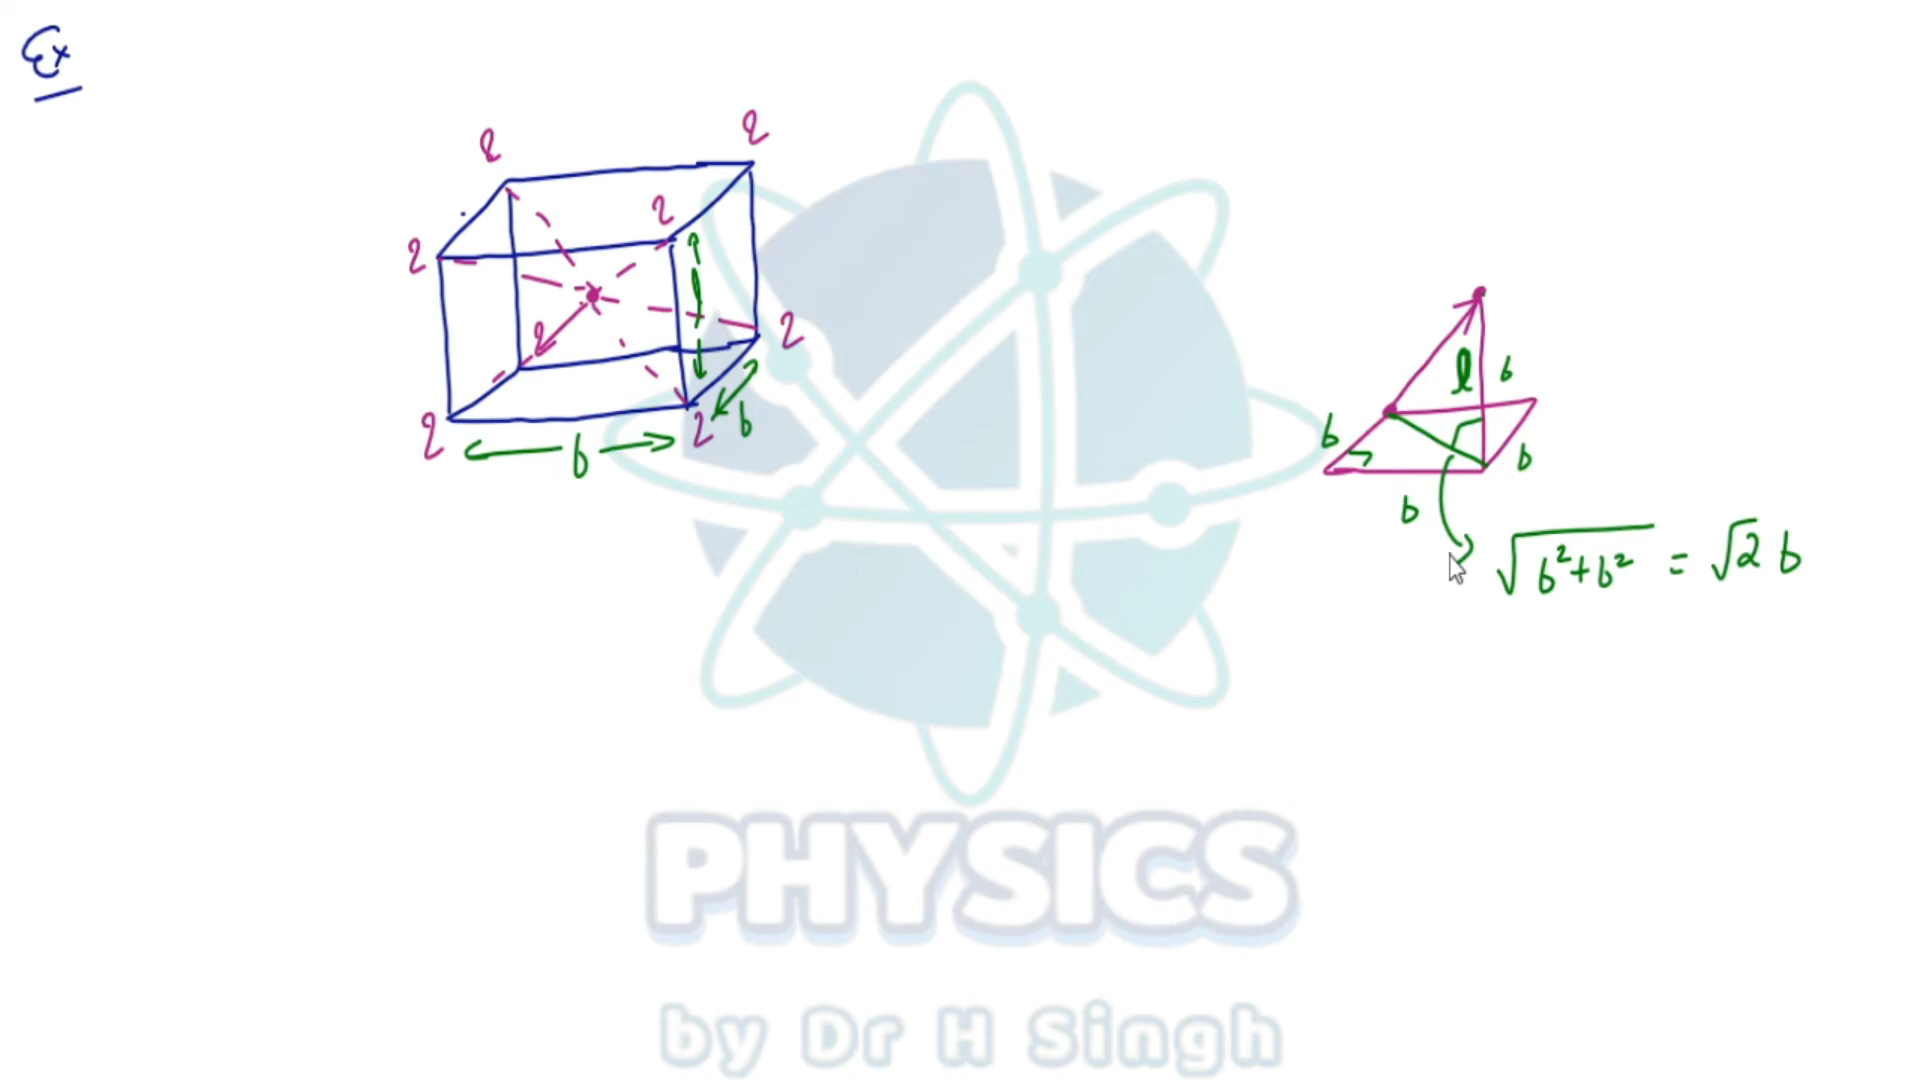 Ex
q
q
q
q
q
q
q
q
l
b
b
l
b
b
b
b
√(b²+b²) = √2 b
PHYSICS
by Dr H Singh